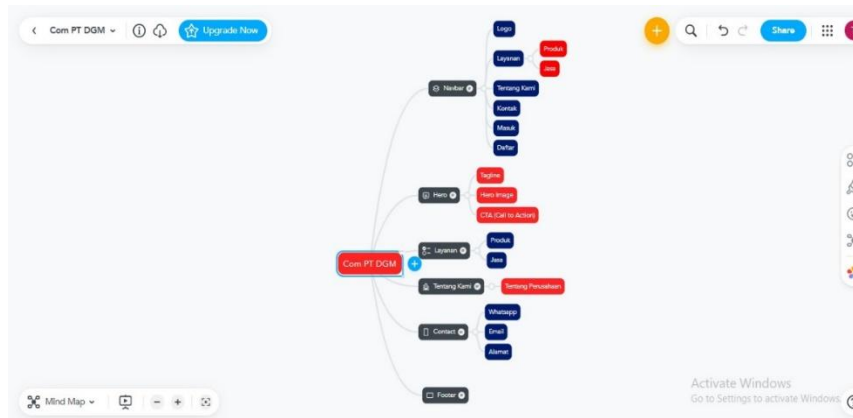 Com PT DGM
Upgrade Now
Share
Logo
Layanan
Produk
Jasa
Navbar
Tentang Kami
Kontak
Masuk
Daftar
Tagline
Hero
Hero Image
CTA (Call to Action)
Com PT DGM
Layanan
Produk
Jasa
Tentang Kami
Tentang Perusahaan
Whatsapp
Contact
Email
Alamat
Footer
Mind Map
Activate Windows
Go to Settings to activate Windows.